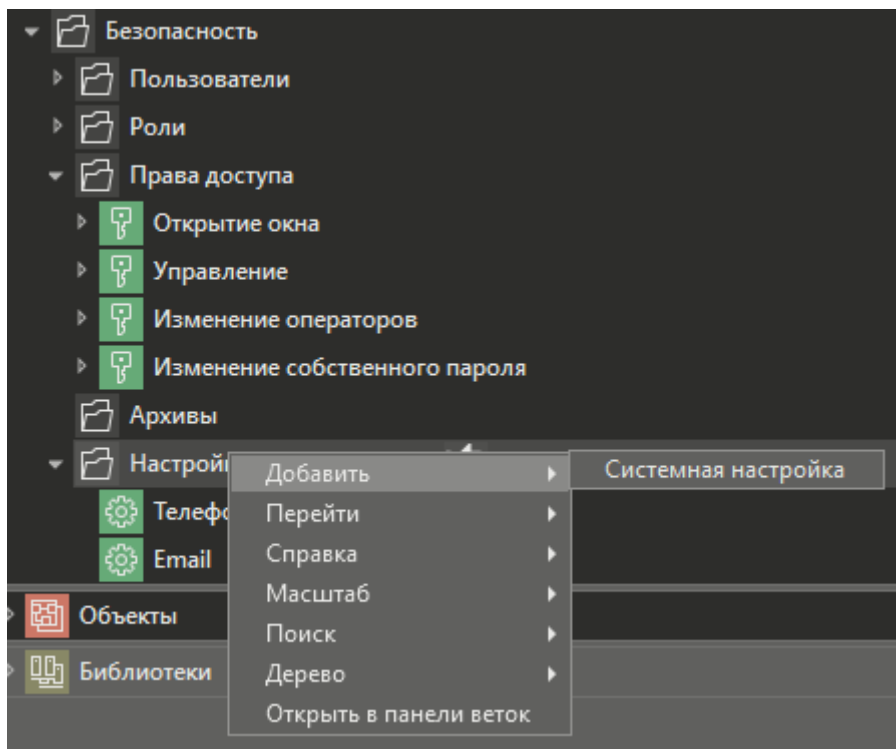 Безопасность
Пользователи
Роли
Права доступа
Открытие окна
Управление
Изменение операторов
Изменение собственного пароля
Архивы
Добавить
Системная настройка
Перейти
Справка
Email
Масштаб
Объекты
Поиск
Библиотеки
Дерево
Открыть в панели веток